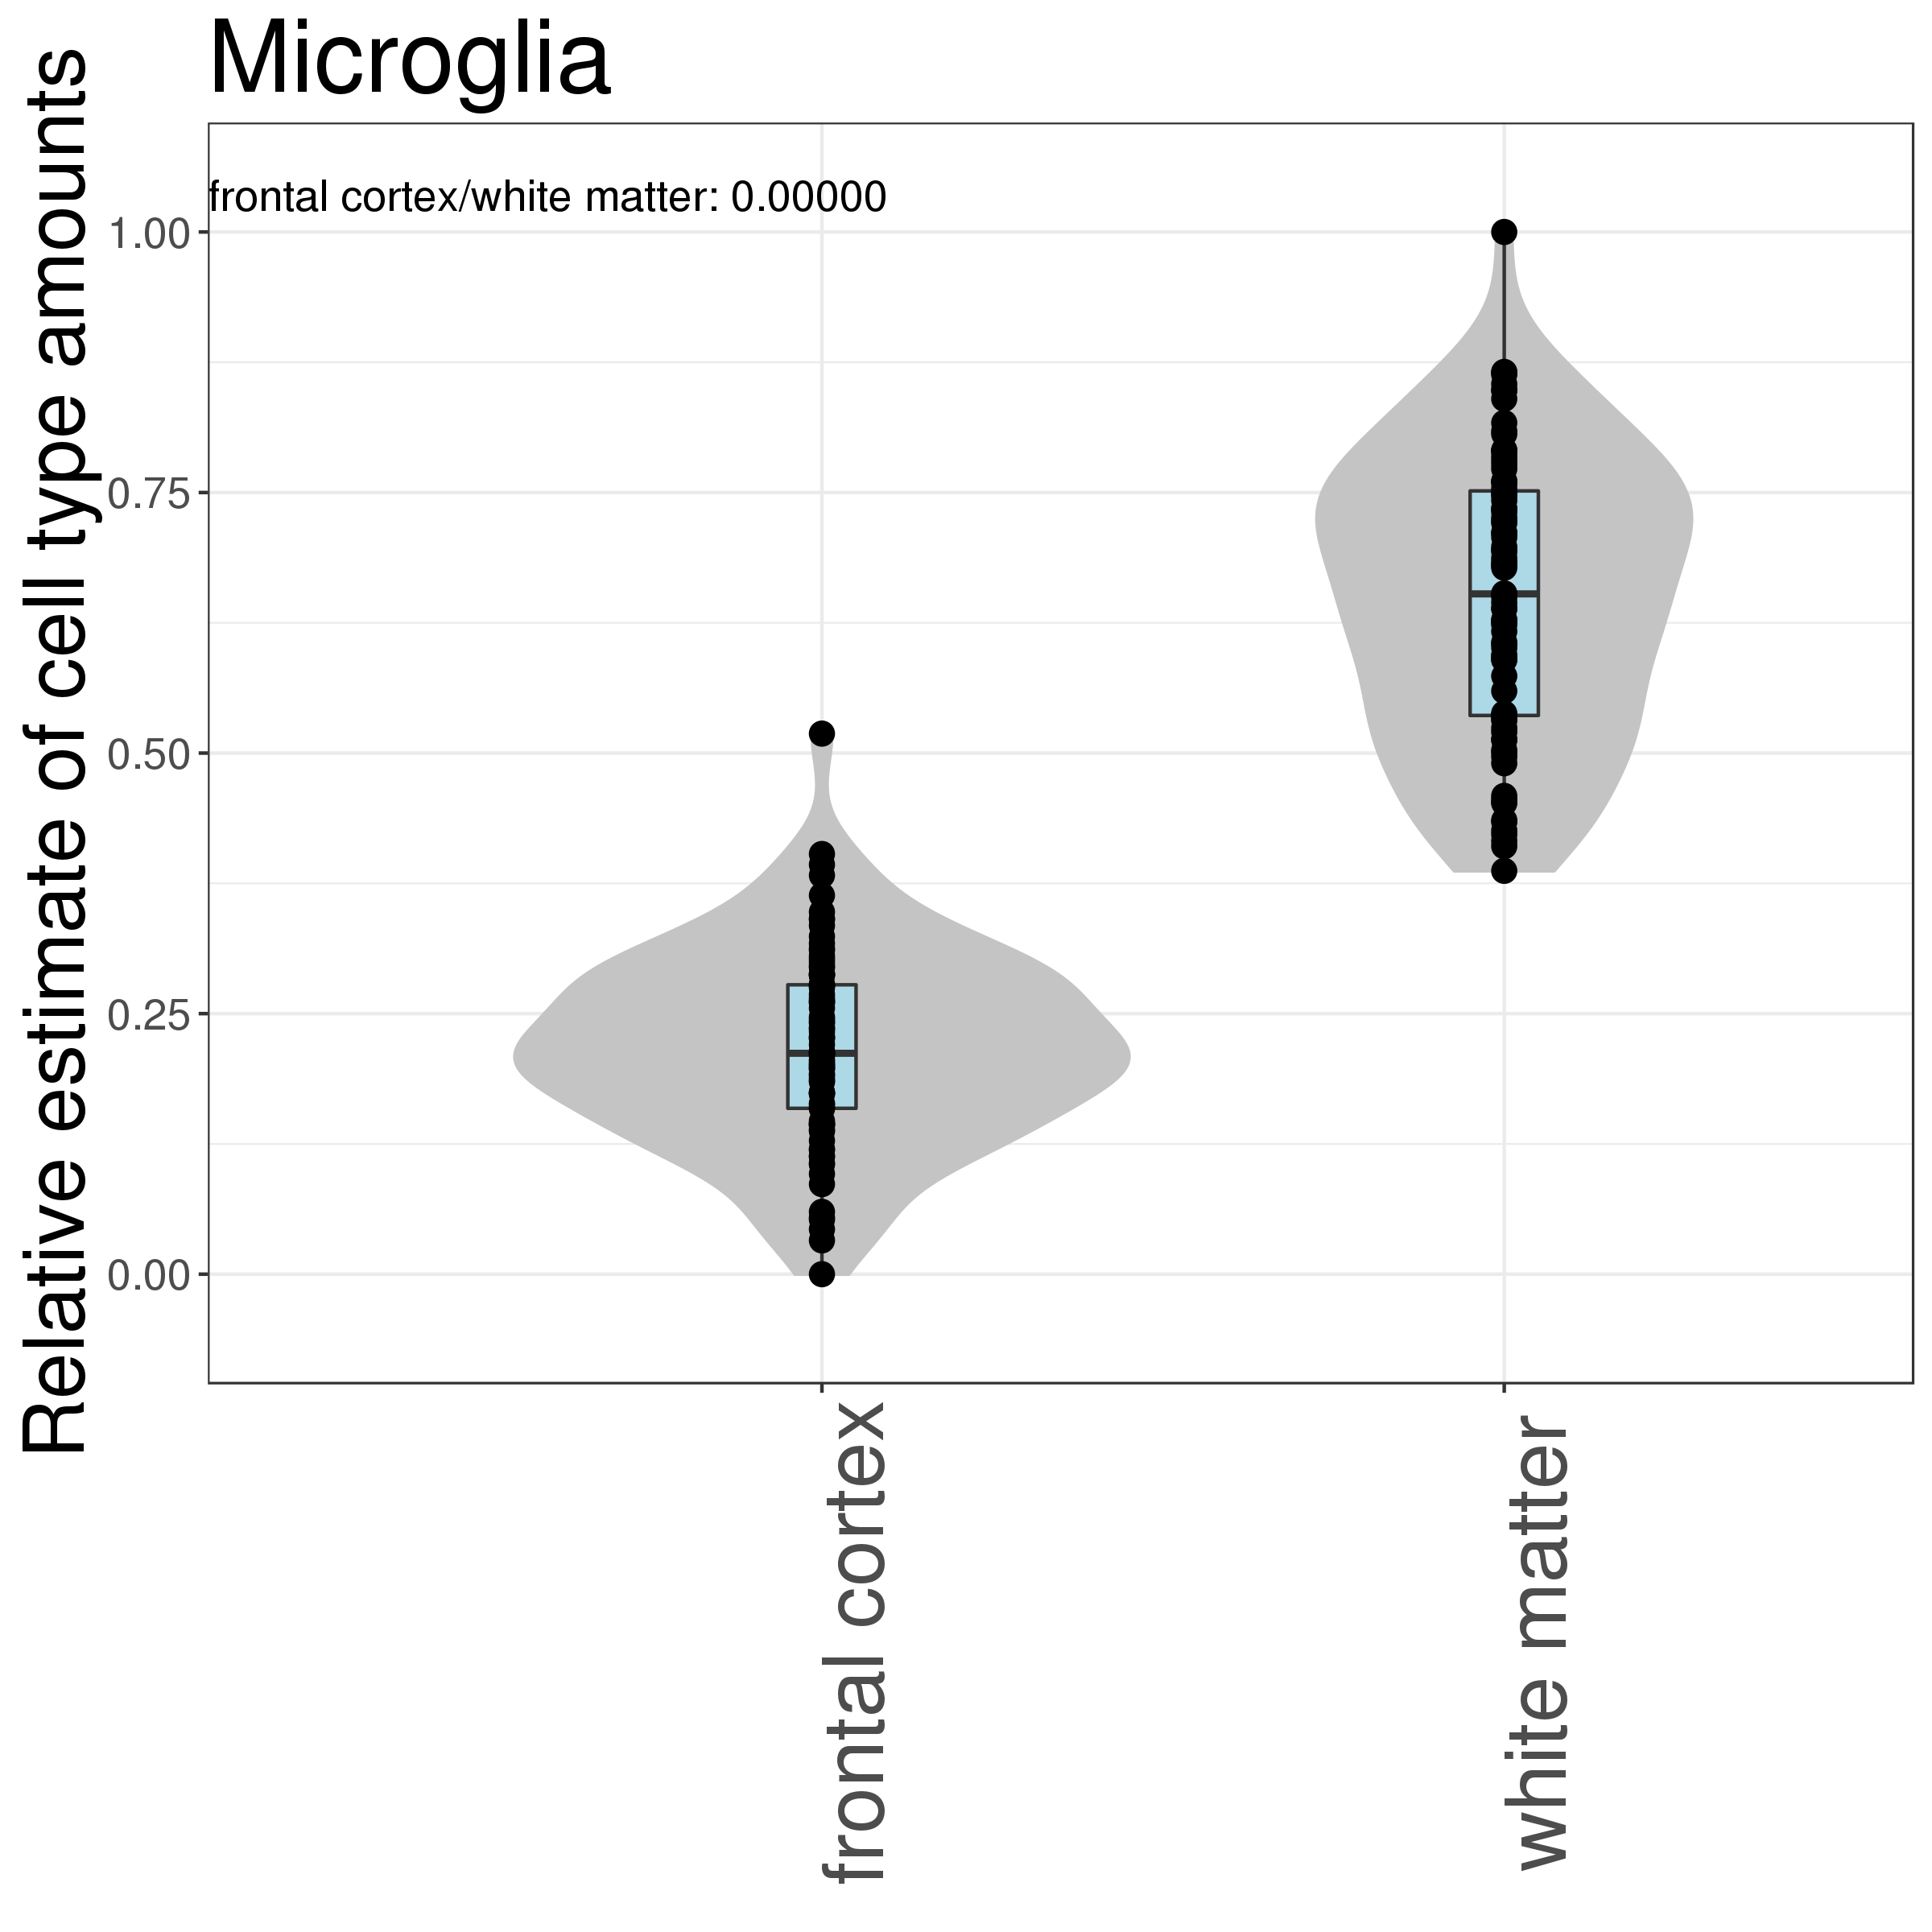 Microglia
Relative estimate of cell type amounts
frontal cortex/white matter: 0.00000
1.00
0.75
0.50
0.25
0.00
frontal cortex
white matter